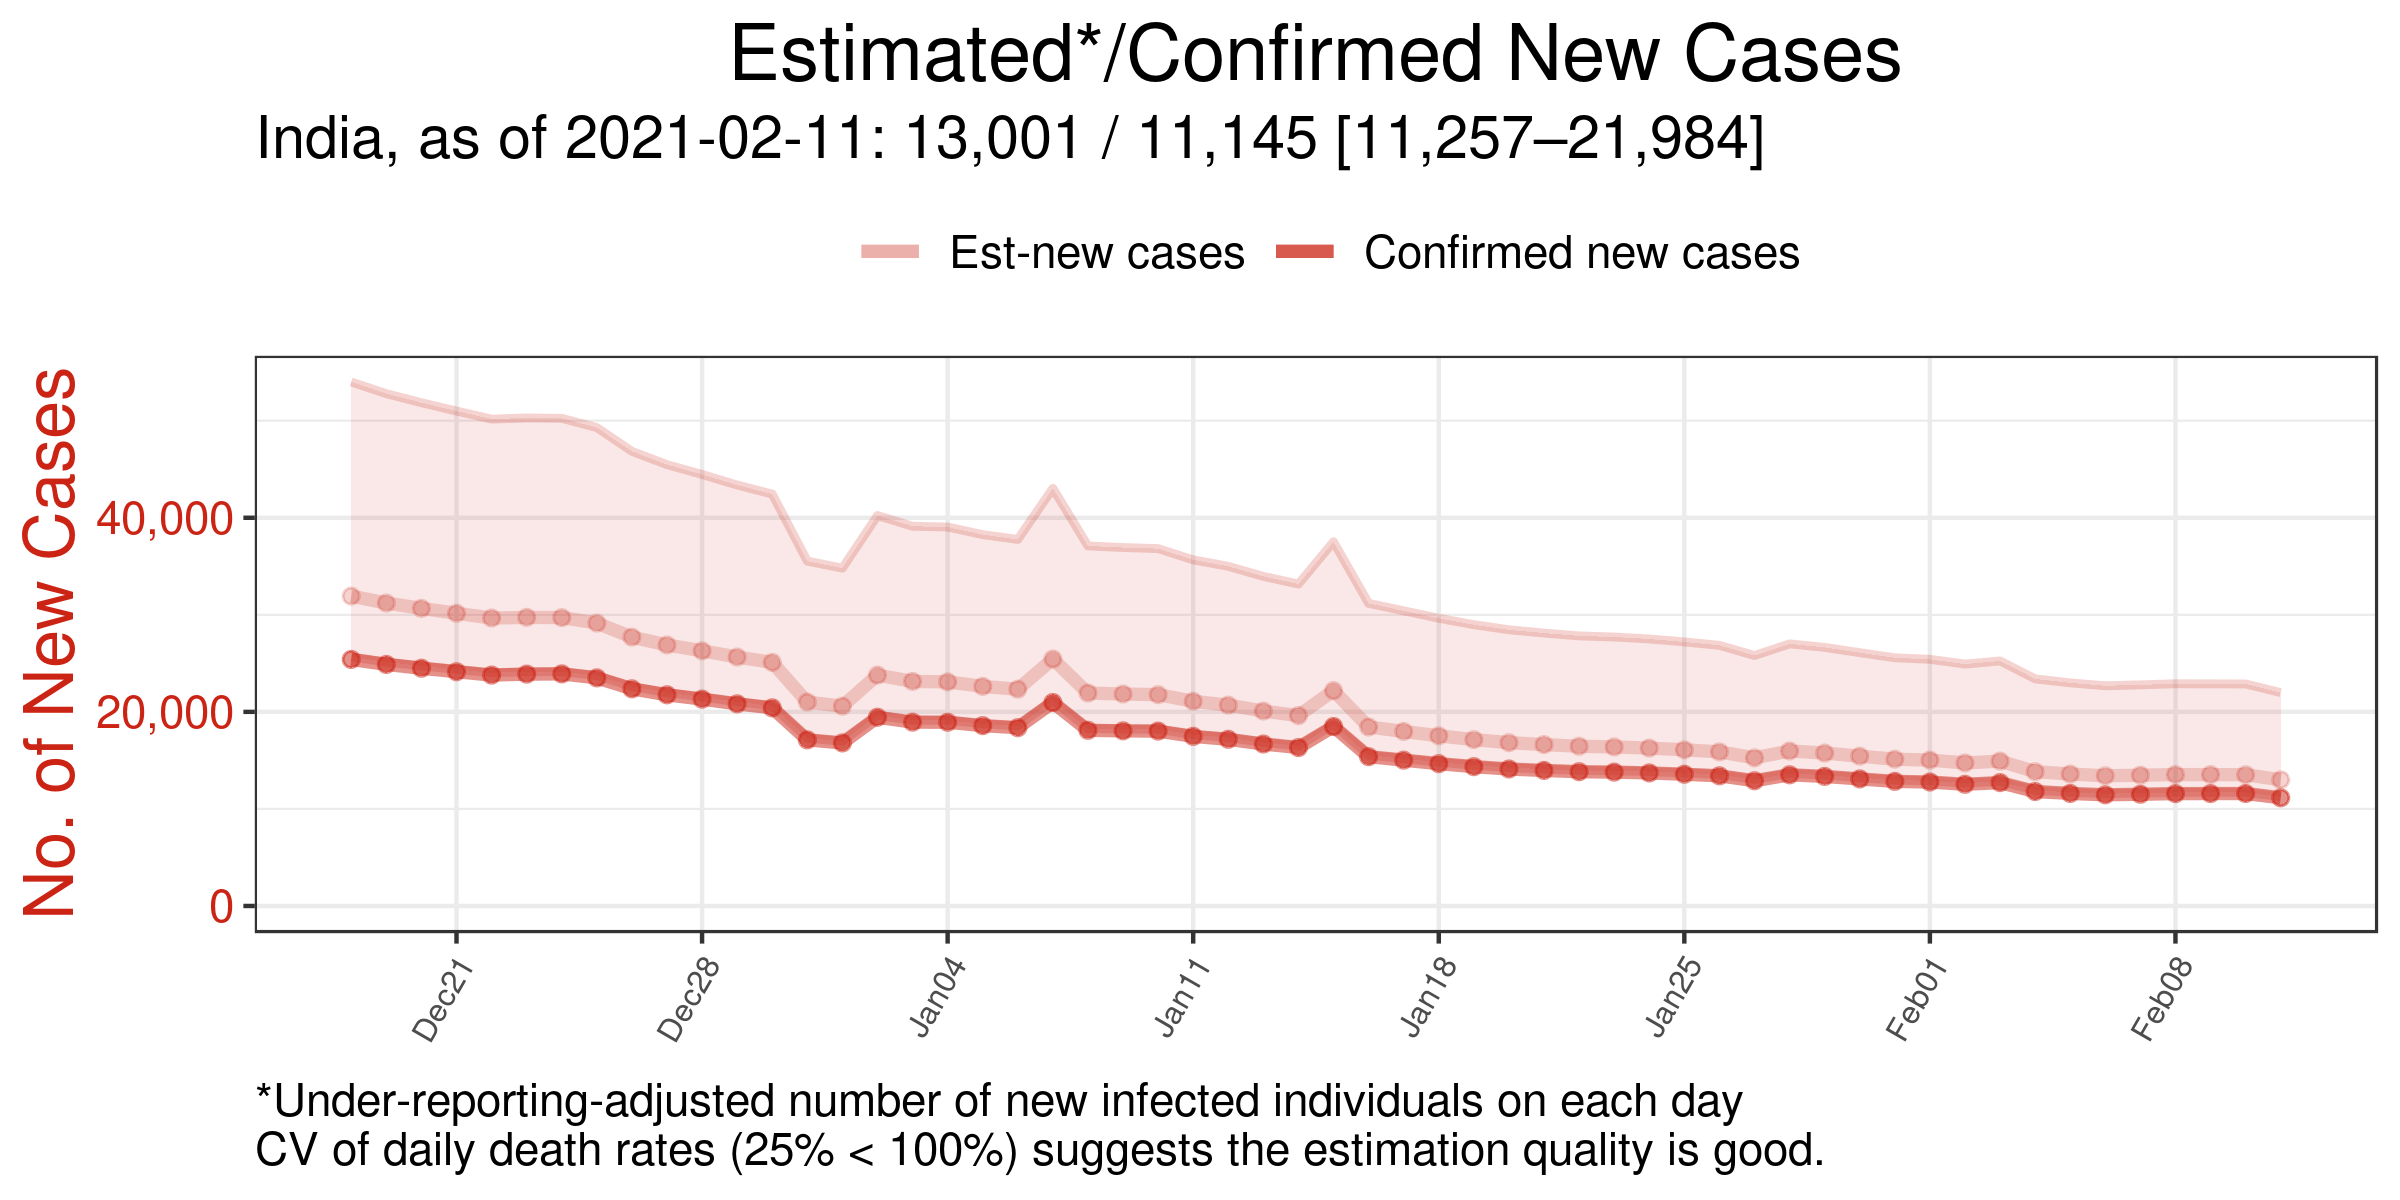 Estimated*/Confirmed New Cases
India, as of 2021-02-11: 13,001 / 11,145 [11,257–21,984]
Est-new cases
Confirmed new cases
No. of New Cases
40,000
20,000
0
Dec21
Dec28
Jan04
Jan11
Jan18
Jan25
Feb01
Feb08
*Under-reporting-adjusted number of new infected individuals on each day
CV of daily death rates (25% < 100%) suggests the estimation quality is good.